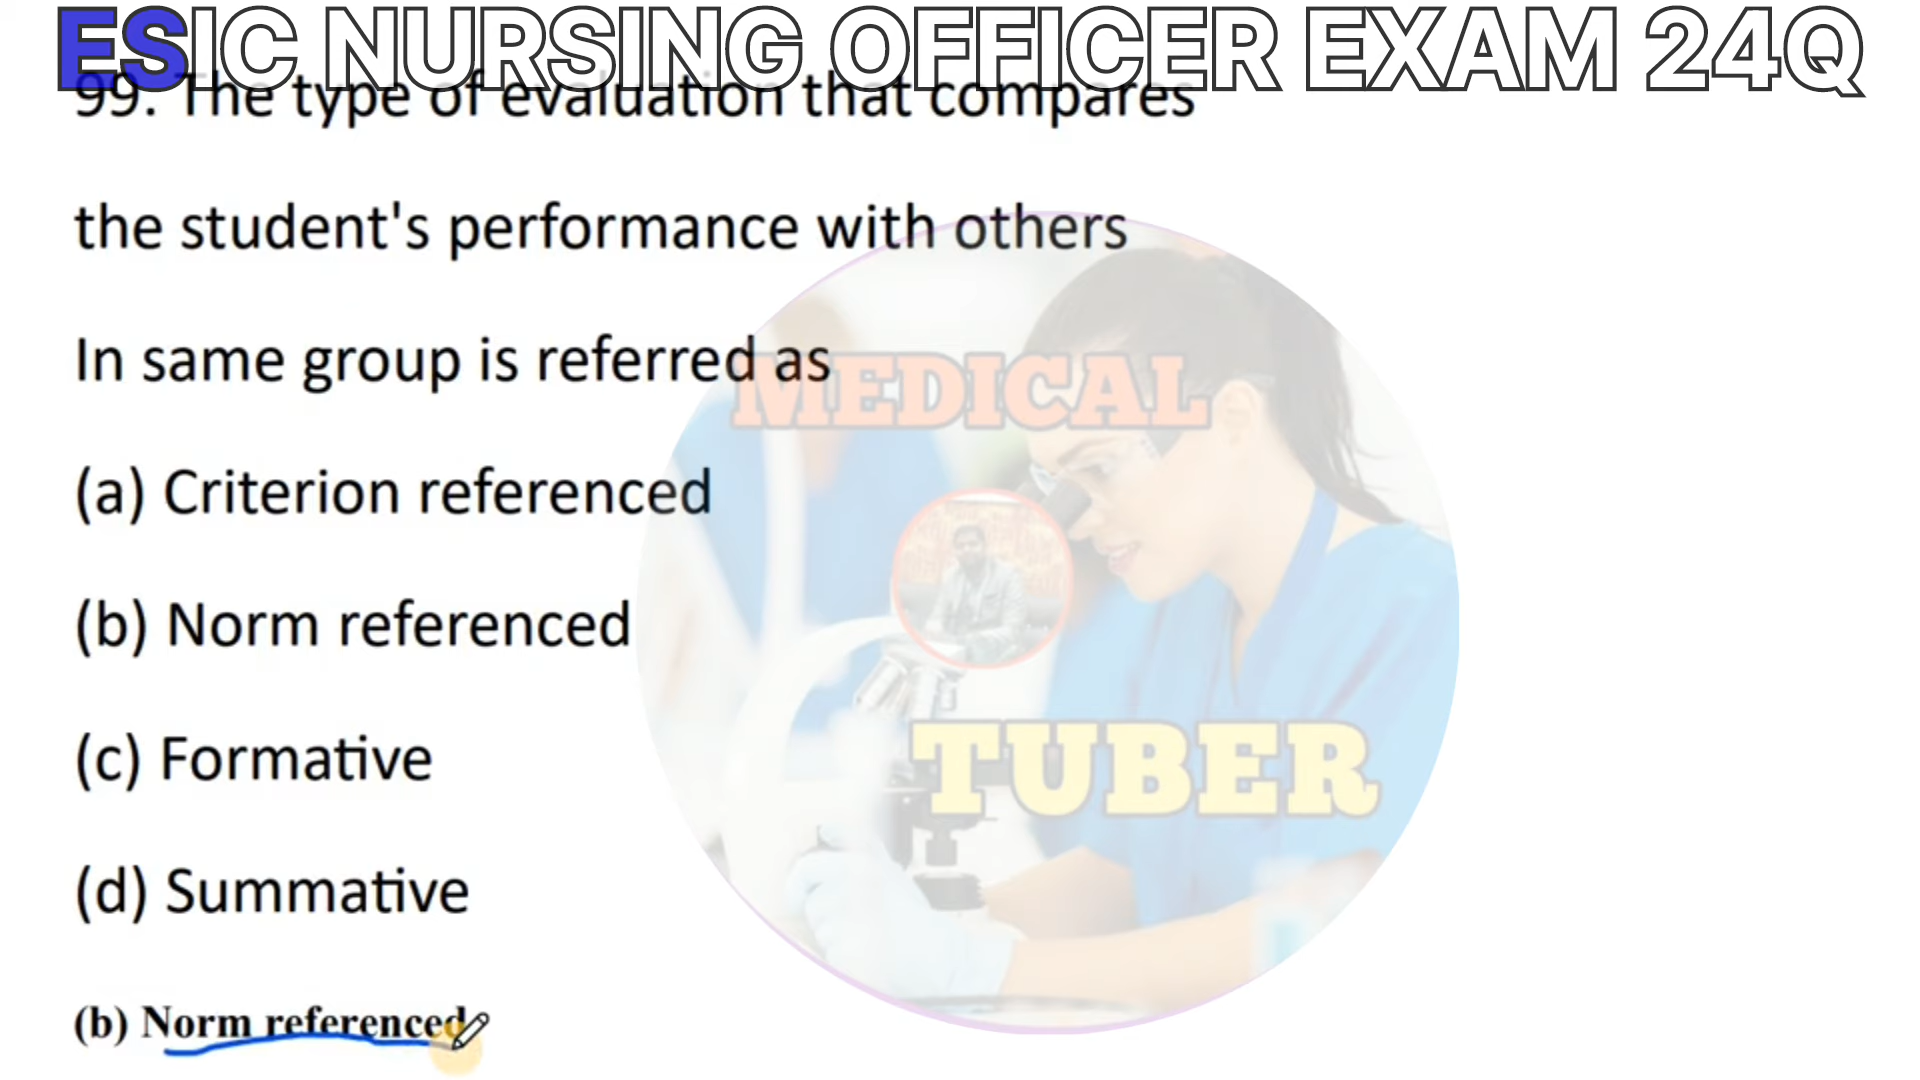 ESIC NURSING OFFICER EXAM 24Q
99. The type of evaluation that compares
the student's performance with others
In same group is referred as
(a) Criterion referenced
(b) Norm referenced
(c) Formative
(d) Summative
(b) Norm referenced
MEDICAL
TUBER